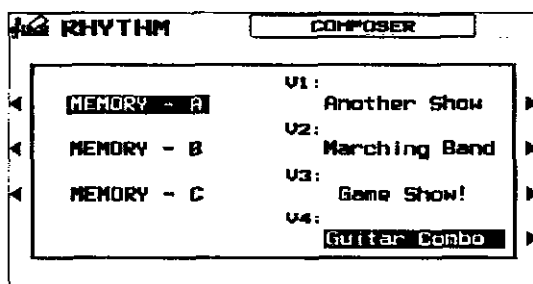 RHYTHM
COMPOSER
V1:
MEMORY - A
Another Show
V2:
MEMORY - B
Marching Band
V3:
MEMORY - C
Game Show!
V4:
Guitar Combo